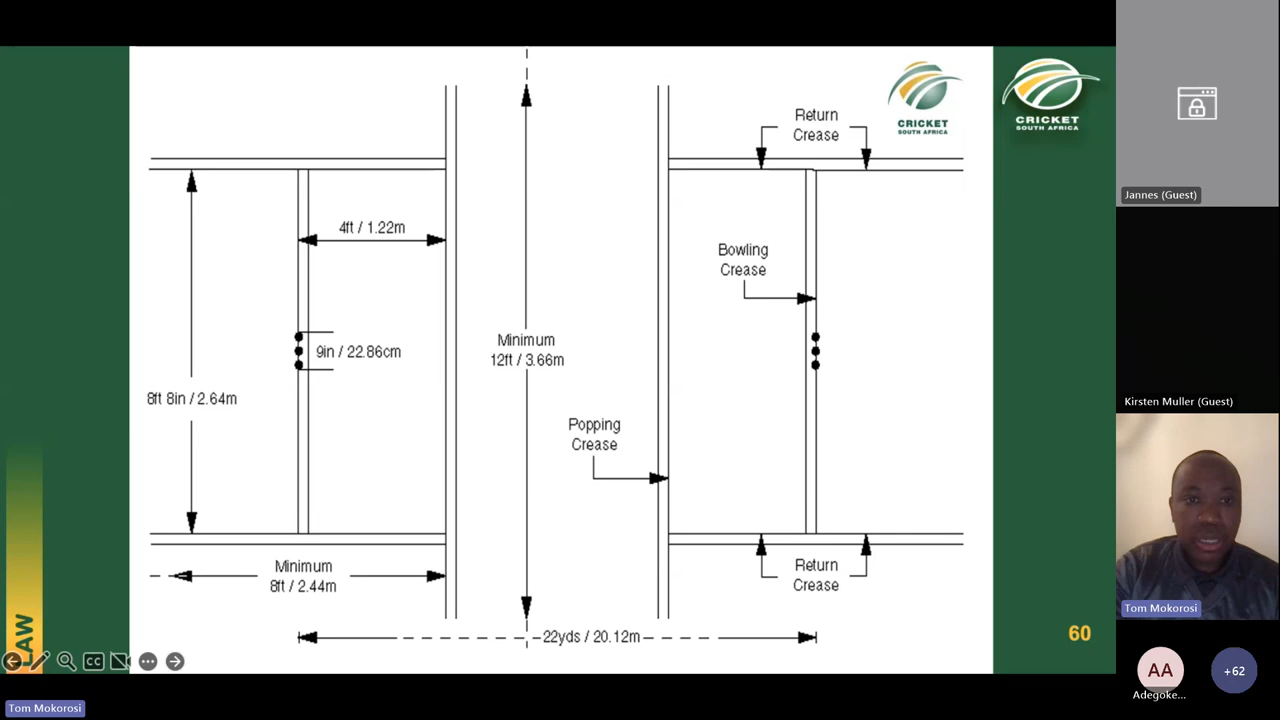 CRICKET
SOUTH AFRICA
CRICKET
SOUTH AFRICA
Return
Crease
4ft / 1.22m
Bowling
Crease
Minimum
12ft / 3.66m
9in / 22.86cm
8ft 8in / 2.64m
Popping
Crease
Minimum
8ft / 2.44m
Return
Crease
22yds / 20.12m
LAW
60
CC
Jannes (Guest)
Kirsten Muller (Guest)
Tom Mokorosi
AA
Adegoke...
+62
Tom Mokorosi